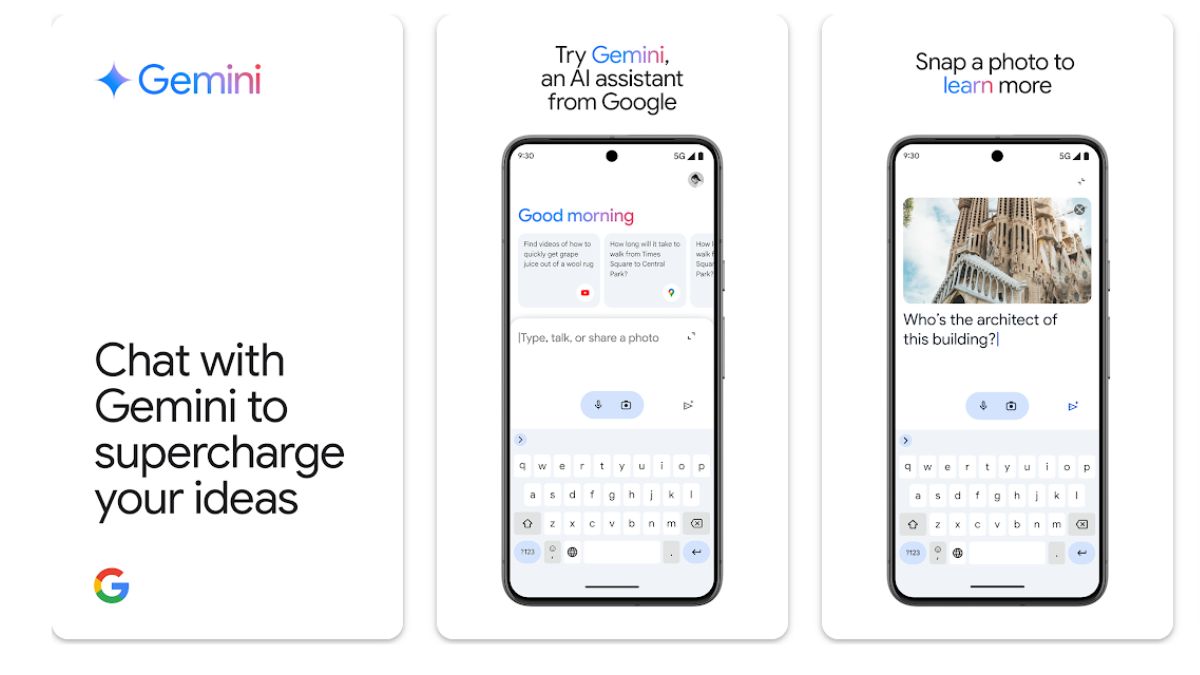 Gemini
Chat with
Gemini to
supercharge
your ideas
Try Gemini,
an AI assistant
from Google
9:30
5G
Good morning
Find videos of how to
quickly get grape
juice out of a wool rug
How long will it take to
walk from Times
Square to Central
Park?
How l
walk f
Squar
Park?
Type, talk, or share a photo
q w e r t y u i o p
a s d f g h j k l
z x c v b n m
?123 , .
Snap a photo to
learn more
9:30
5G
Who's the architect of
this building?
q w e r t y u i o p
a s d f g h j k l
z x c v b n m
?123 , .